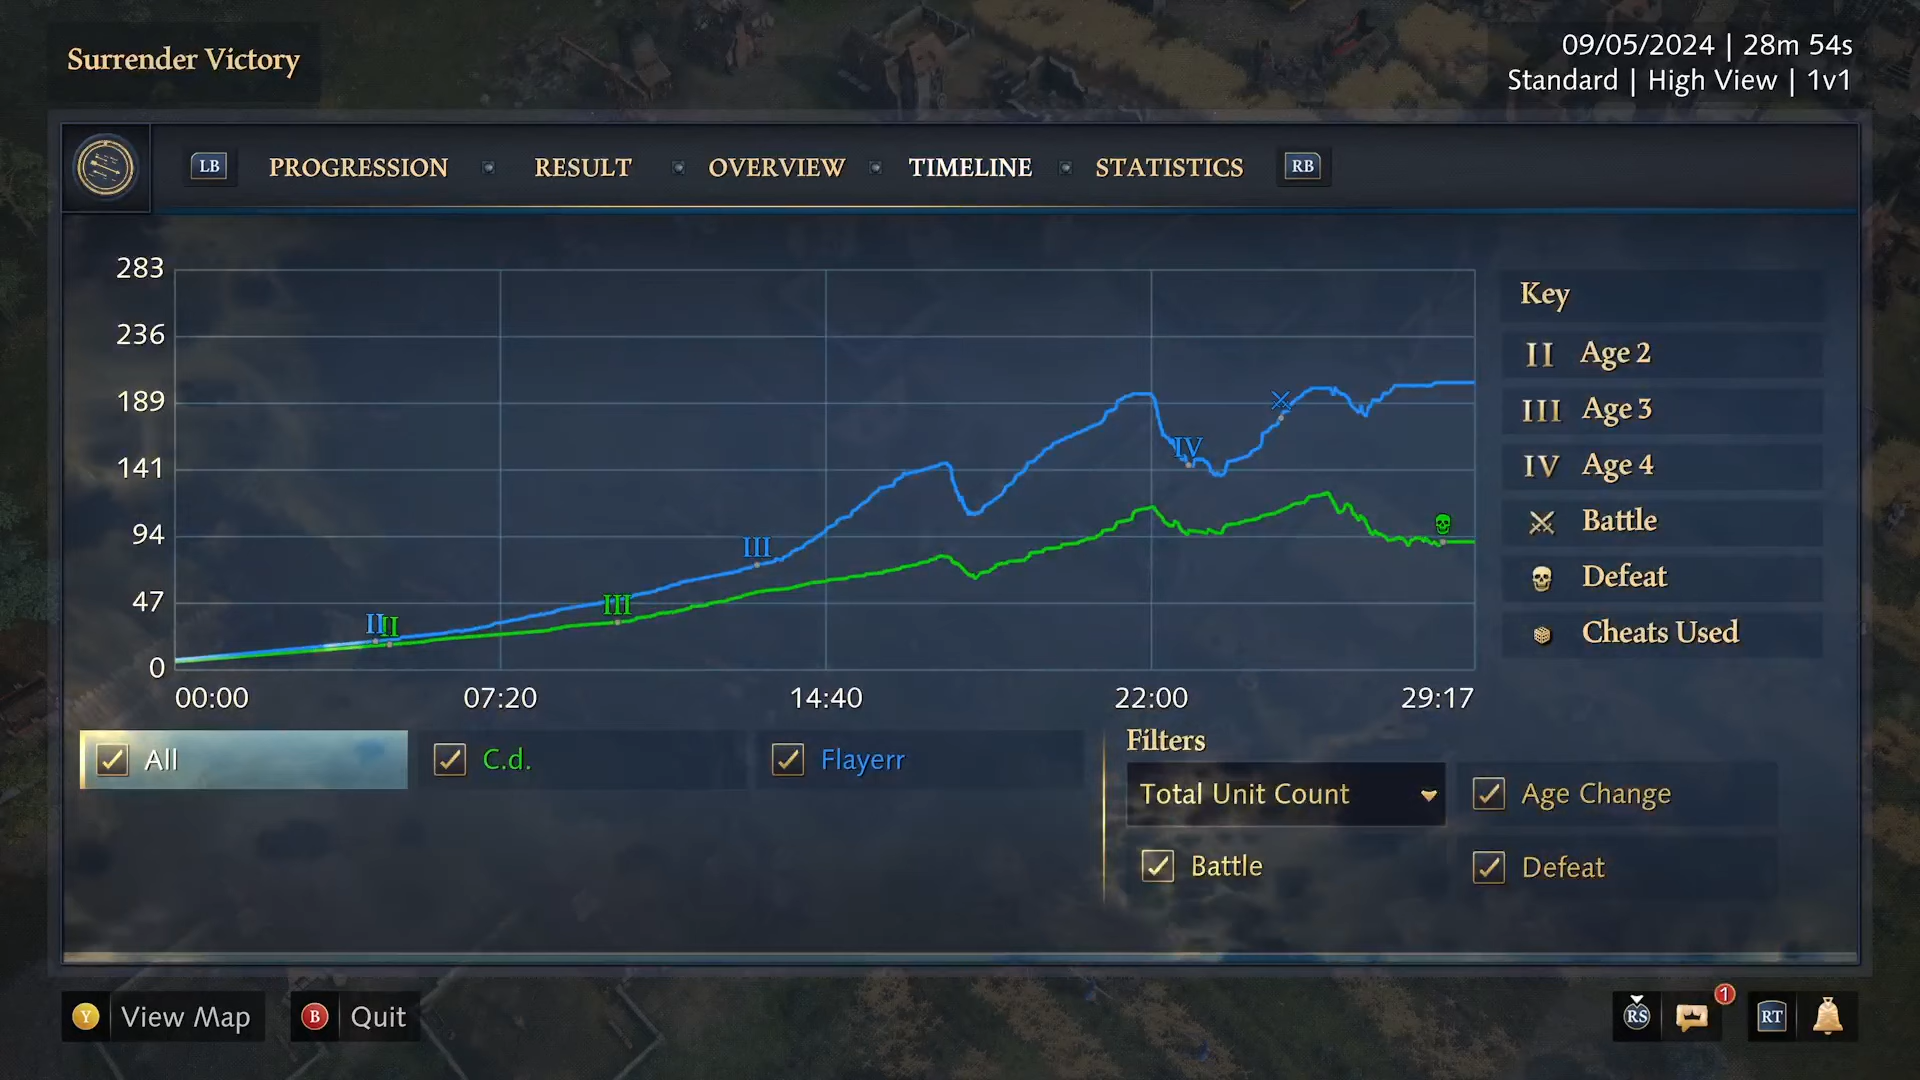 Surrender Victory
09/05/2024 | 28m 54s
Standard | High View | 1v1
LB PROGRESSION RESULT OVERVIEW TIMELINE STATISTICS RB
283
236
189
141
94
47
0
II
II
III
III
IV
00:00 07:20 14:40 22:00 29:17
Key
II Age 2
III Age 3
IV Age 4
Battle
Defeat
Cheats Used
All C.d. Flayerr
Filters
Total Unit Count Age Change
Battle Defeat
Y View Map B Quit
RS 1 RT